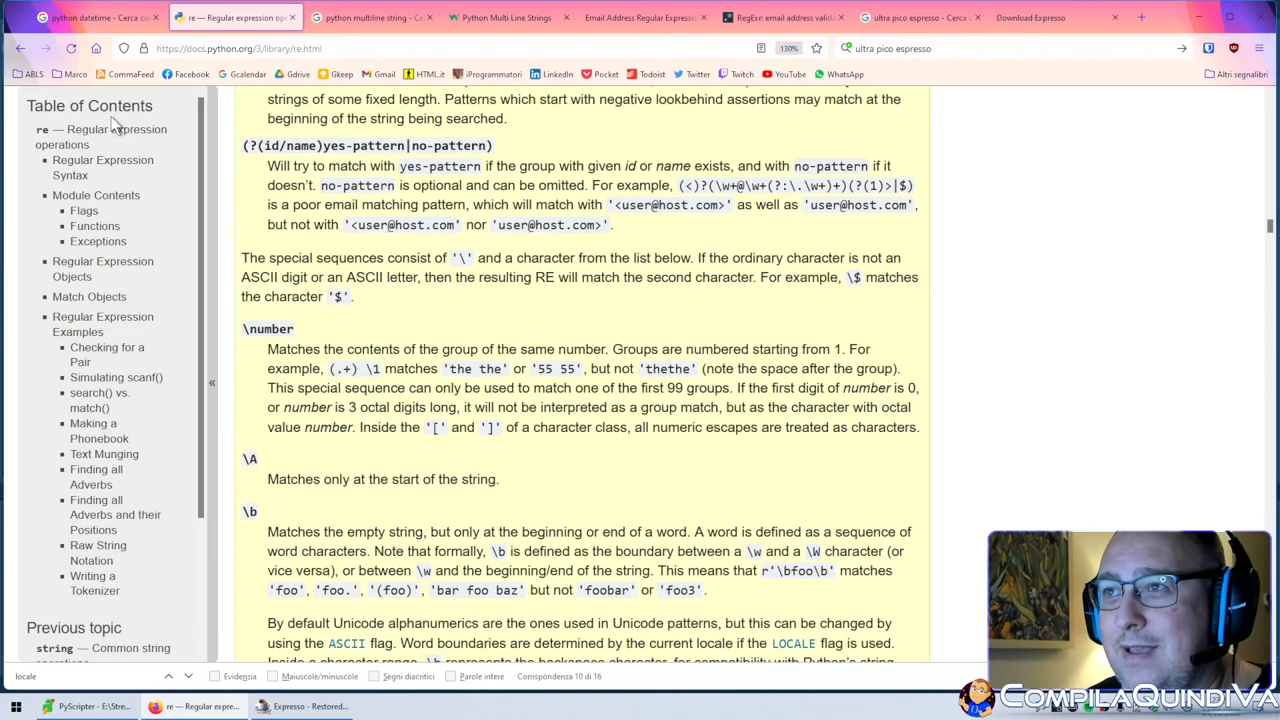 python datetime - Cerca co
re — Regular expression ope
python multiline string - Cerca
Python Multi Line Strings
Email Address Regular Expressio
RegExr: email address valida
ultra pico espresso - Cerca c
Download Expresso
https://docs.python.org/3/library/re.html
130%
ultra pico espresso
ABLS
Marco
CommaFeed
Facebook
Gcalendar
Gdrive
Gkeep
Gmail
HTML.it
iProgrammatori
LinkedIn
Pocket
Todoist
Twitter
Twitch
YouTube
WhatsApp
Altri segnalibri
Table of Contents
re — Regular expression
operations
Regular Expression
Syntax
Module Contents
Flags
Functions
Exceptions
Regular Expression
Objects
Match Objects
Regular Expression
Examples
Checking for a
Pair
Simulating scanf()
search() vs.
match()
Making a
Phonebook
Text Munging
Finding all
Adverbs
Finding all
Adverbs and their
Positions
Raw String
Notation
Writing a
Tokenizer
Previous topic
string — Common string
«
strings of some fixed length. Patterns which start with negative lookbehind assertions may match at the
beginning of the string being searched.
(?(id/name)yes-pattern|no-pattern)
Will try to match with yes-pattern if the group with given id or name exists, and with no-pattern if it
doesn't. no-pattern is optional and can be omitted. For example, (<)?(\w+@\w+(?:\.\w+)+)(?(1)>|$)
is a poor email matching pattern, which will match with '<user@host.com>' as well as 'user@host.com',
but not with '<user@host.com' nor 'user@host.com>'.
The special sequences consist of '\' and a character from the list below. If the ordinary character is not an
ASCII digit or an ASCII letter, then the resulting RE will match the second character. For example, \$ matches
the character '$'.
\number
Matches the contents of the group of the same number. Groups are numbered starting from 1. For
example, (.+) \1 matches 'the the' or '55 55', but not 'thethe' (note the space after the group).
This special sequence can only be used to match one of the first 99 groups. If the first digit of number is 0,
or number is 3 octal digits long, it will not be interpreted as a group match, but as the character with octal
value number. Inside the '[' and ']' of a character class, all numeric escapes are treated as characters.
\A
Matches only at the start of the string.
\b
Matches the empty string, but only at the beginning or end of a word. A word is defined as a sequence of
word characters. Note that formally, \b is defined as the boundary between a \w and a \W character (or
vice versa), or between \w and the beginning/end of the string. This means that r'\bfoo\b' matches
'foo', 'foo.', '(foo)', 'bar foo baz' but not 'foobar' or 'foo3'.
By default Unicode alphanumerics are the ones used in Unicode patterns, but this can be changed by
using the ASCII flag. Word boundaries are determined by the current locale if the LOCALE flag is used.
Inside a character range, \b represents the backspace character, for compatibility with Python's string
locale
Evidenzia
Maiuscole/minuscole
Segni diacritici
Parole intere
Corrispondenza 10 di 16
PyScripter - E:\Stre...
re — Regular expre...
Expresso - Restored...
COMPILAQUINDIVA